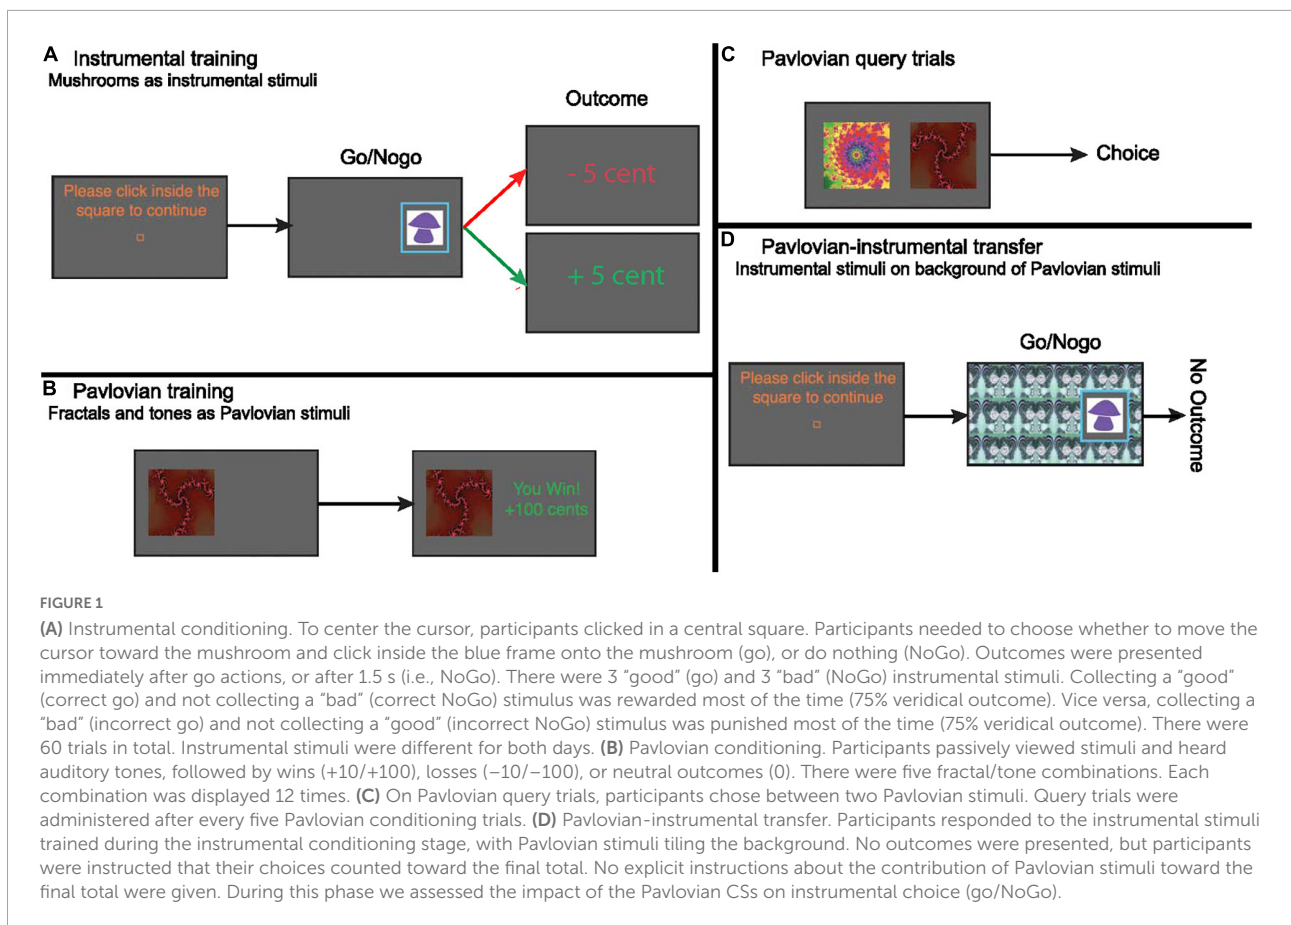 A Instrumental training
Mushrooms as instrumental stimuli
Outcome
Go/Nogo
Please click inside the
square to continue
- 5 cent
+ 5 cent
B Pavlovian training
Fractals and tones as Pavlovian stimuli
You Win!
+100 cents
C Pavlovian query trials
Choice
D Pavlovian-instrumental transfer
Instrumental stimuli on background of Pavlovian stimuli
Go/Nogo
Please click inside the
square to continue
No Outcome
FIGURE 1
(A) Instrumental conditioning. To center the cursor, participants clicked in a central square. Participants needed to choose whether to move the
cursor toward the mushroom and click inside the blue frame onto the mushroom (go), or do nothing (NoGo). Outcomes were presented
immediately after go actions, or after 1.5 s (i.e., NoGo). There were 3 “good” (go) and 3 “bad” (NoGo) instrumental stimuli. Collecting a “good”
(correct go) and not collecting a “bad” (correct NoGo) stimulus was rewarded most of the time (75% veridical outcome). Vice versa, collecting a
“bad” (incorrect go) and not collecting a “good” (incorrect NoGo) stimulus was punished most of the time (75% veridical outcome). There were
60 trials in total. Instrumental stimuli were different for both days. (B) Pavlovian conditioning. Participants passively viewed stimuli and heard
auditory tones, followed by wins (+10/+100), losses (−10/−100), or neutral outcomes (0). There were five fractal/tone combinations. Each
combination was displayed 12 times. (C) On Pavlovian query trials, participants chose between two Pavlovian stimuli. Query trials were
administered after every five Pavlovian conditioning trials. (D) Pavlovian-instrumental transfer. Participants responded to the instrumental stimuli
trained during the instrumental conditioning stage, with Pavlovian stimuli tiling the background. No outcomes were presented, but participants
were instructed that their choices counted toward the final total. No explicit instructions about the contribution of Pavlovian stimuli toward the
final total were given. During this phase we assessed the impact of the Pavlovian CSs on instrumental choice (go/NoGo).